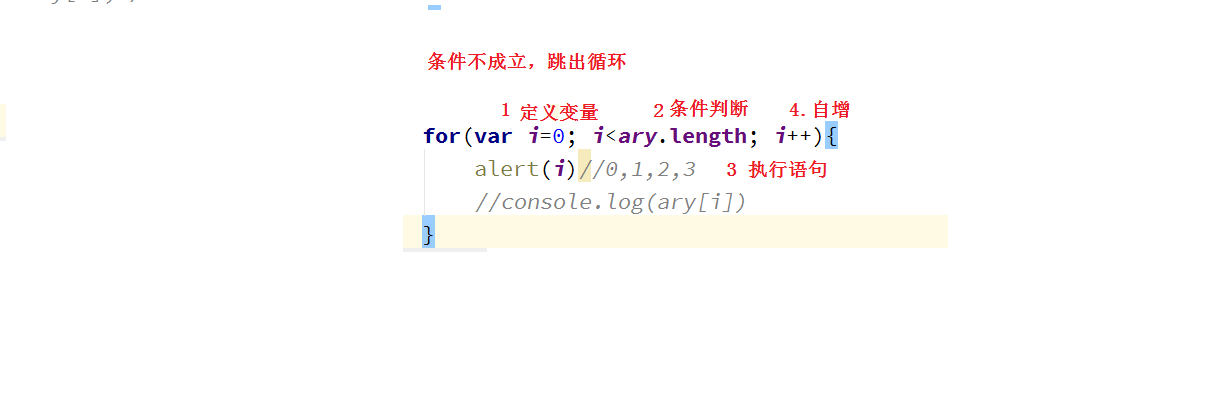 条件不成立，跳出循环
1 定义变量 2 条件判断 4.自增
for(var i=0; i<ary.length; i++){
alert(i)//0,1,2,3 3 执行语句
//console.log(ary[i])
}